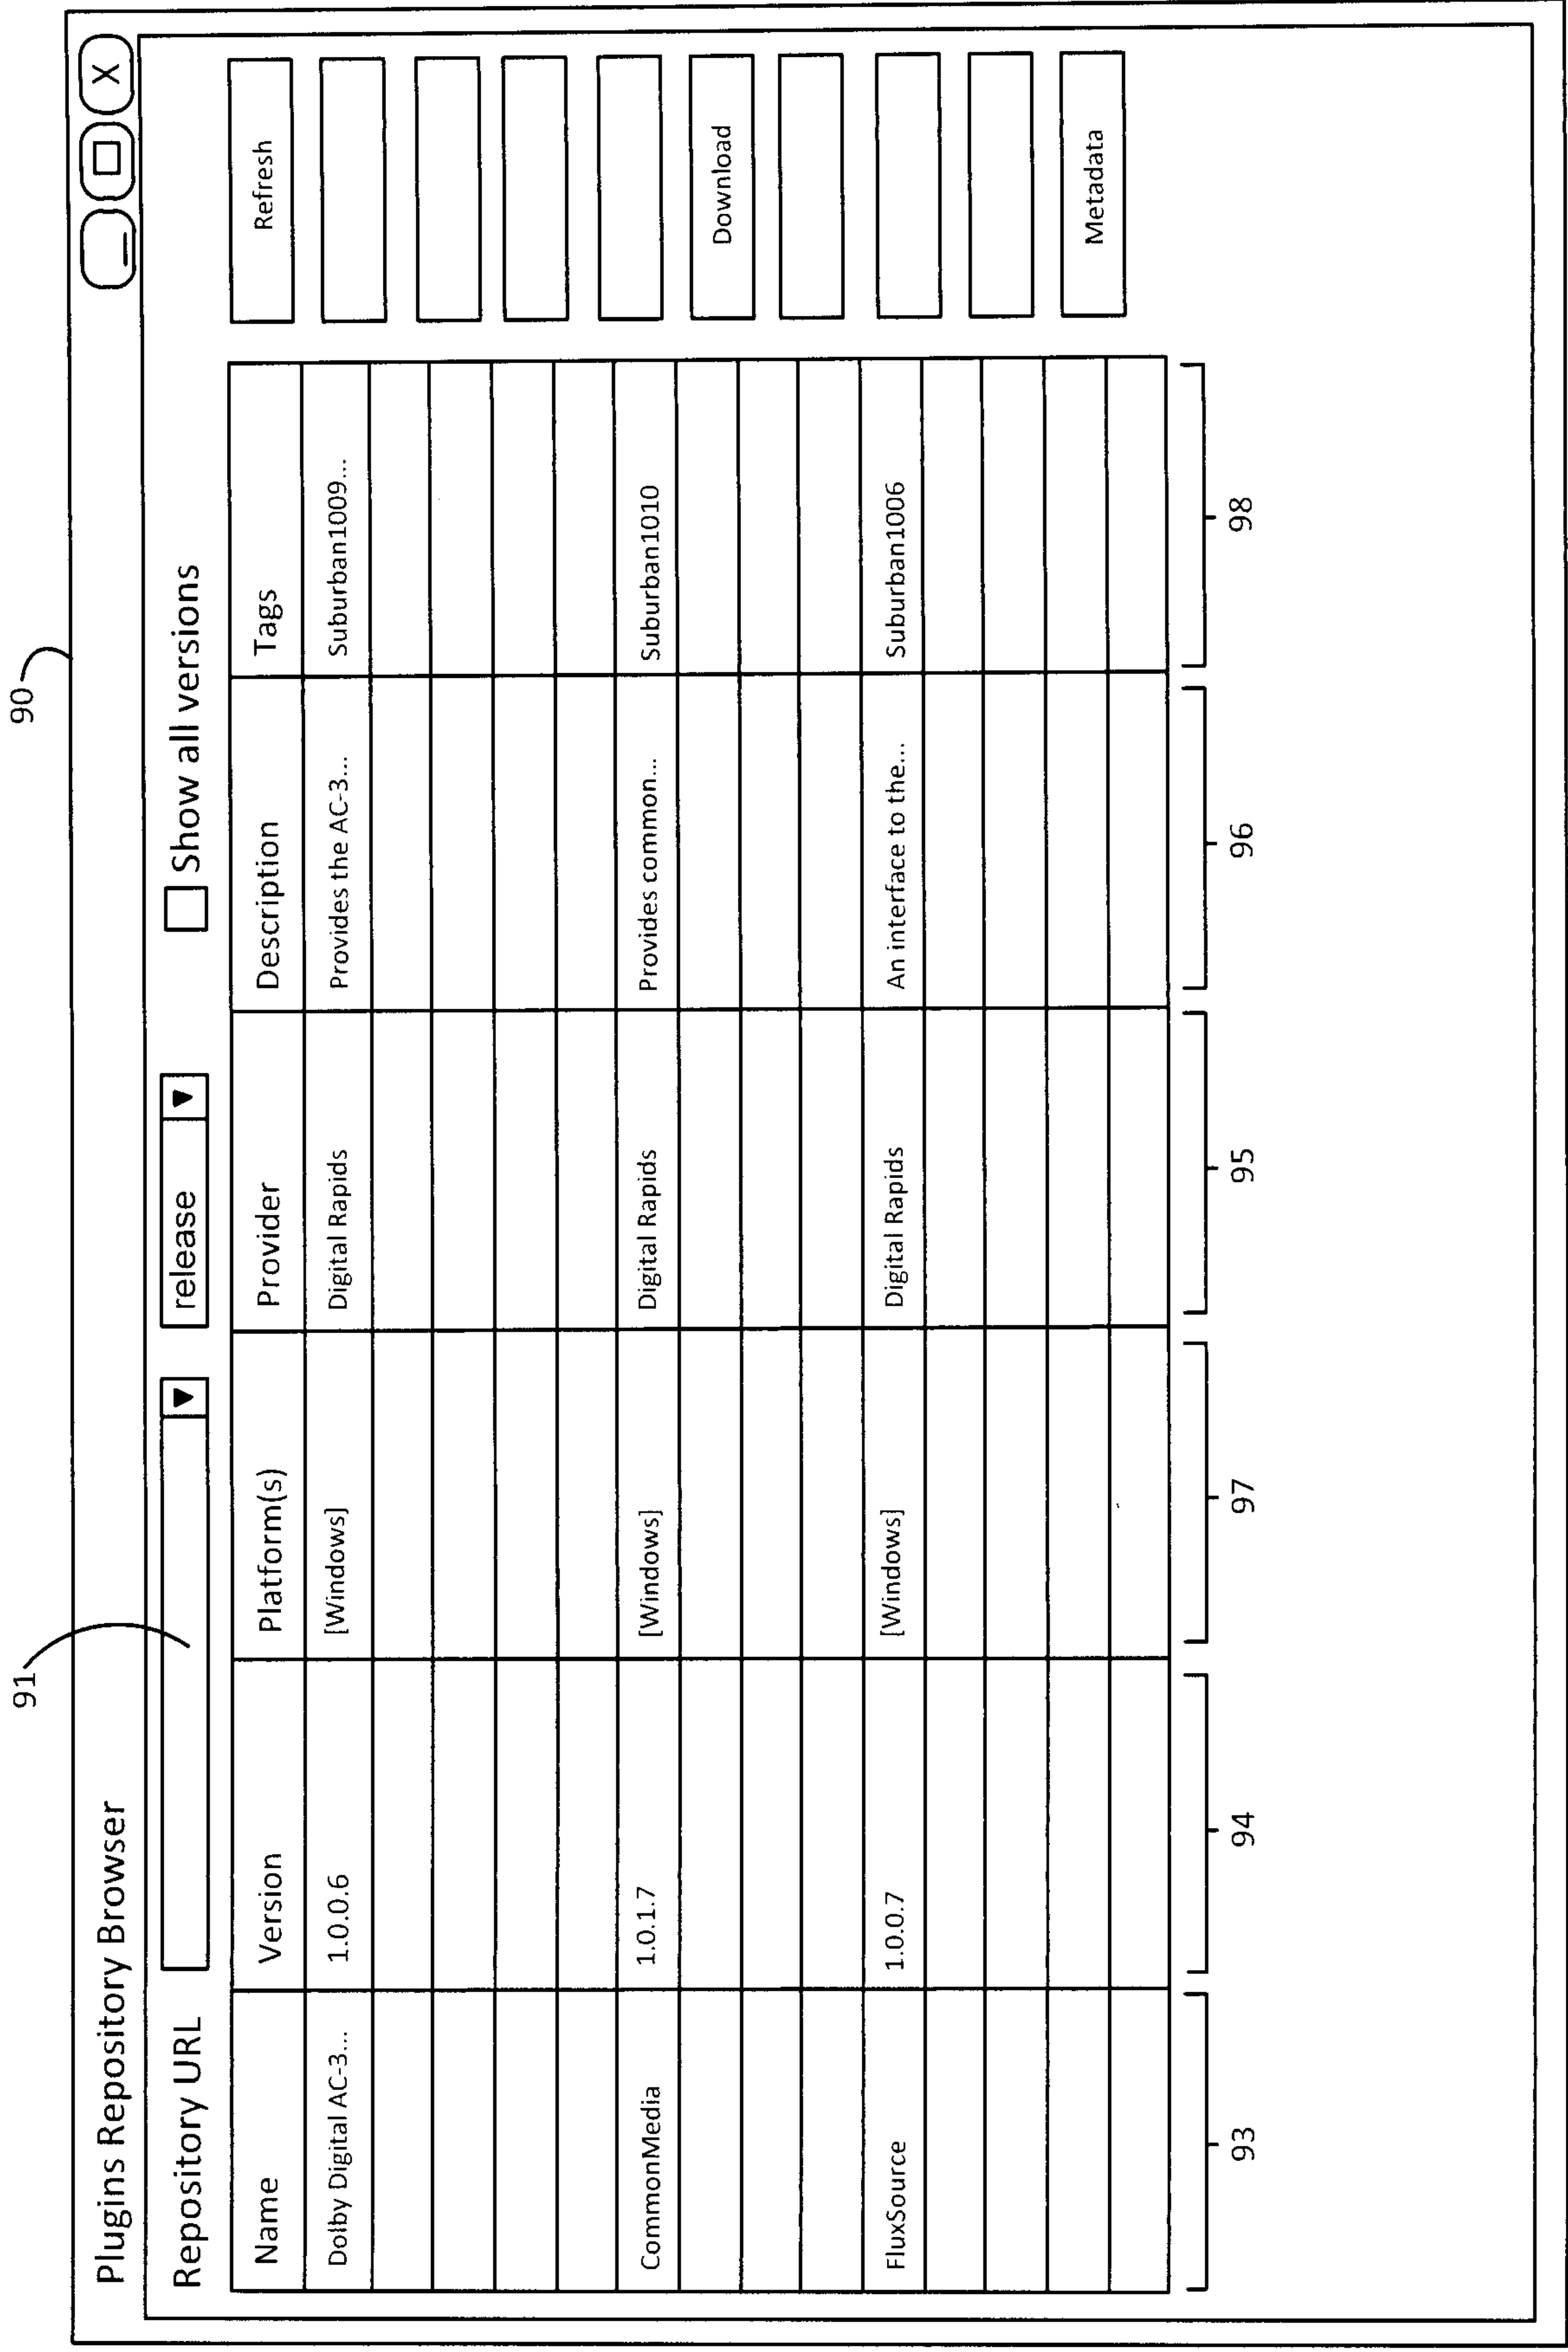 90
91
Plugins Repository Browser
_ X
Repository URL release Show all versions
Name Version Platform(s) Provider Description Tags
Dolby Digital AC-3... 1.0.0.6 [Windows] Digital Rapids Provides the AC-3... Suburban1009...
CommonMedia 1.0.1.7 [Windows] Digital Rapids Provides common... Suburban1010
FluxSource 1.0.0.7 [Windows] Digital Rapids An interface to the... Suburban1006
Refresh
Download
Metadata
93 94 97 95 96 98